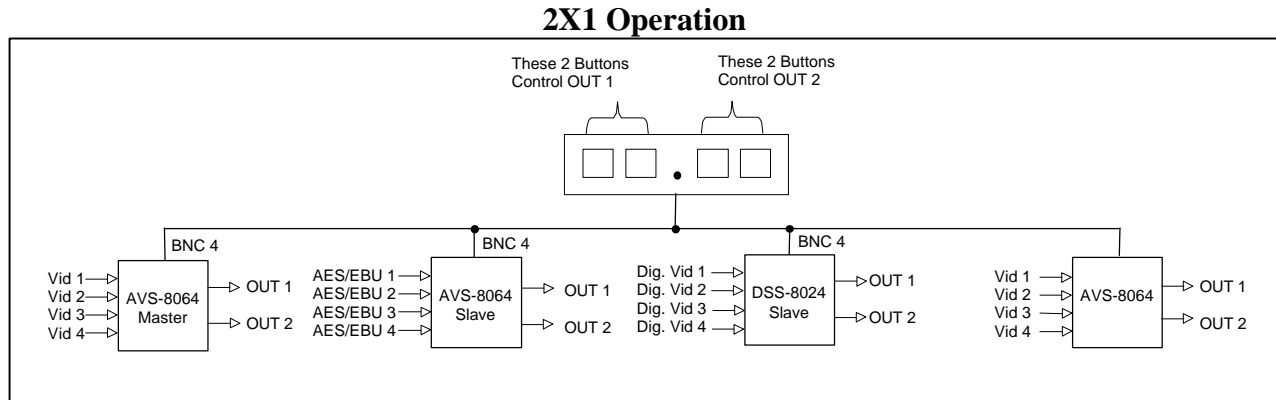 2X1 Operation
These 2 Buttons
Control OUT 1
These 2 Buttons
Control OUT 2
BNC 4
Vid 1
Vid 2
Vid 3
Vid 4
AVS-8064
Master
OUT 1
OUT 2
BNC 4
AES/EBU 1
AES/EBU 2
AES/EBU 3
AES/EBU 4
AVS-8064
Slave
OUT 1
OUT 2
BNC 4
Dig. Vid 1
Dig. Vid 2
Dig. Vid 3
Dig. Vid 4
DSS-8024
Slave
OUT 1
OUT 2
Vid 1
Vid 2
Vid 3
Vid 4
AVS-8064
OUT 1
OUT 2